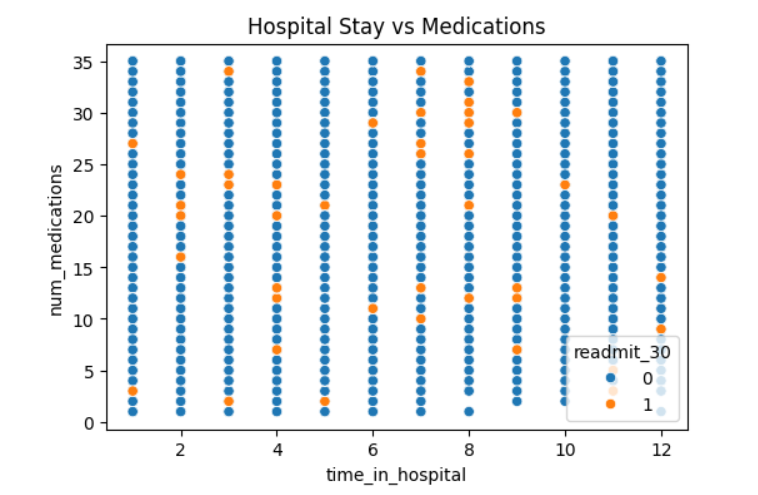 Hospital Stay vs Medications
num_medications
35
30
25
20
15
10
5
0
readmit_30
0
1
2 4 6 8 10 12
time_in_hospital